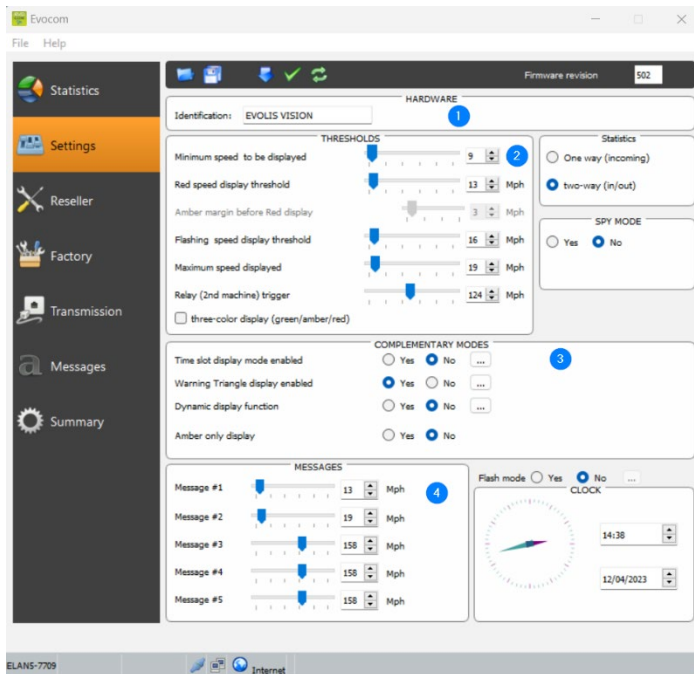 Evocom
File Help
Statistics
Settings
Reseller
Factory
Transmission
Messages
Summary
Firmware revision 502
HARDWARE
Identification: EVOLIS VISION
1
THRESHOLDS
2
Minimum speed to be displayed 9
Red speed display threshold 13 Mph
Amber margin before Red display 3 Mph
Flashing speed display threshold 16 Mph
Maximum speed displayed 19 Mph
Relay (2nd machine) trigger 124 Mph
three-color display (green/amber/red)
Statistics
One way (incoming)
two-way (in/out)
SPY MODE
Yes No
COMPLEMENTARY MODES
3
Time slot display mode enabled Yes No ...
Warning Triangle display enabled Yes No ...
Dynamic display function Yes No ...
Amber only display Yes No
MESSAGES
4
Message #1 13 Mph
Message #2 19 Mph
Message #3 158 Mph
Message #4 158 Mph
Message #5 158 Mph
Flash mode Yes No ...
CLOCK
14:38
12/04/2023
ELAN5-7709 Internet